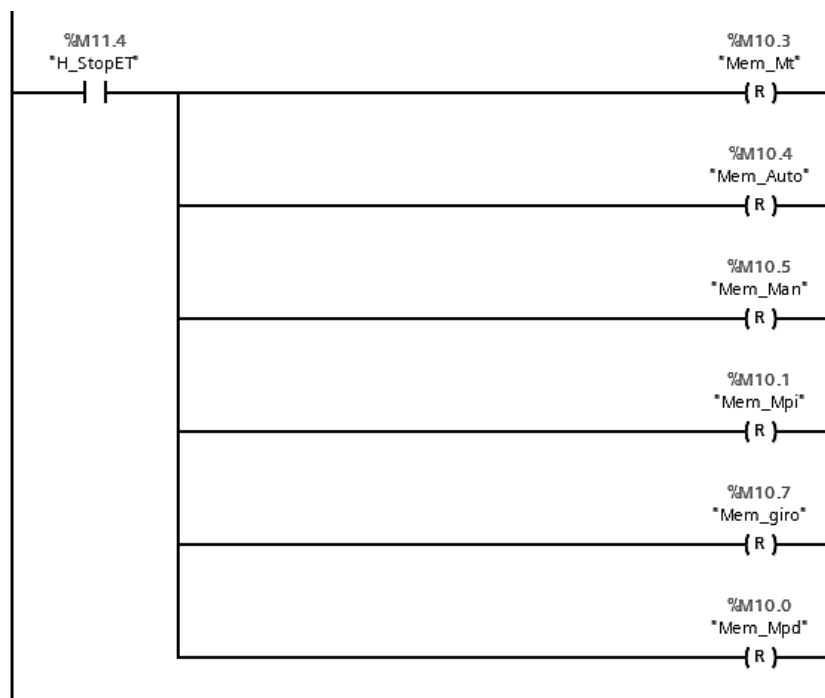 %M11.4
"H_StopET"
%M10.3
"Mem_Mt"
R
%M10.4
"Mem_Auto"
R
%M10.5
"Mem_Man"
R
%M10.1
"Mem_Mpi"
R
%M10.7
"Mem_giro"
R
%M10.0
"Mem_Mpd"
R